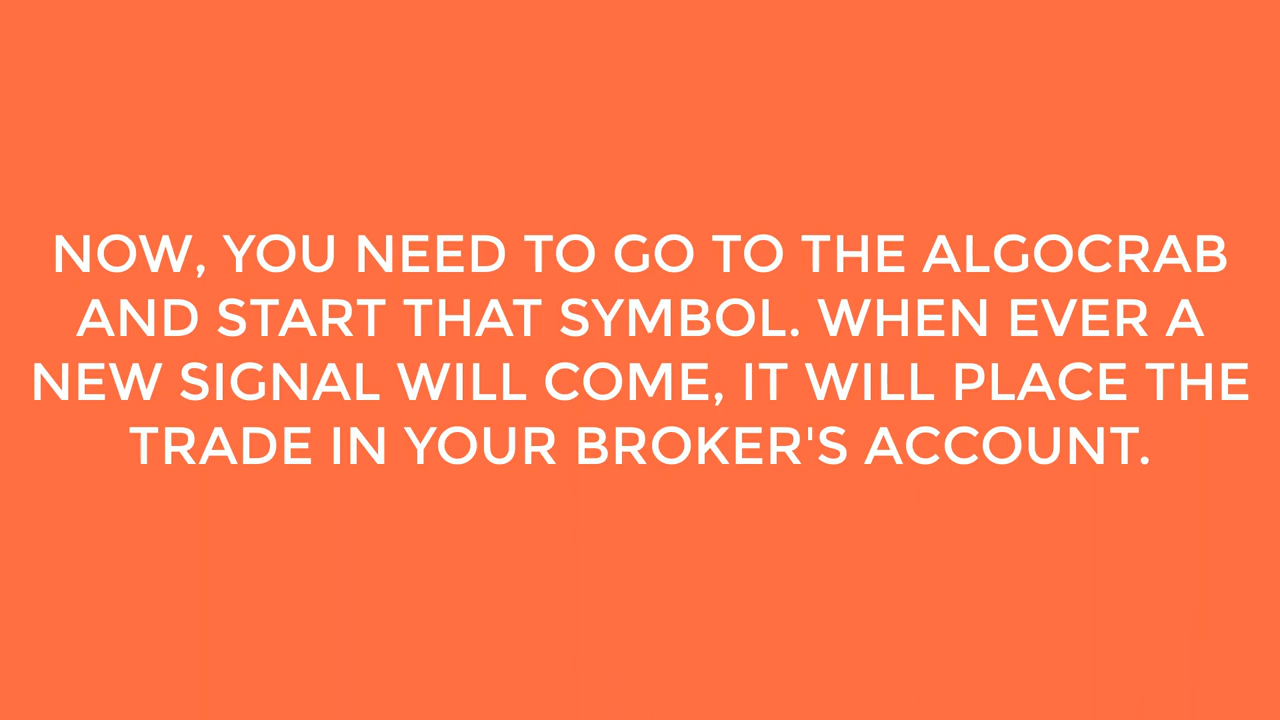 NOW, YOU NEED TO GO TO THE ALGOCRAB
AND START THAT SYMBOL. WHEN EVER A
NEW SIGNAL WILL COME, IT WILL PLACE THE
TRADE IN YOUR BROKER'S ACCOUNT.